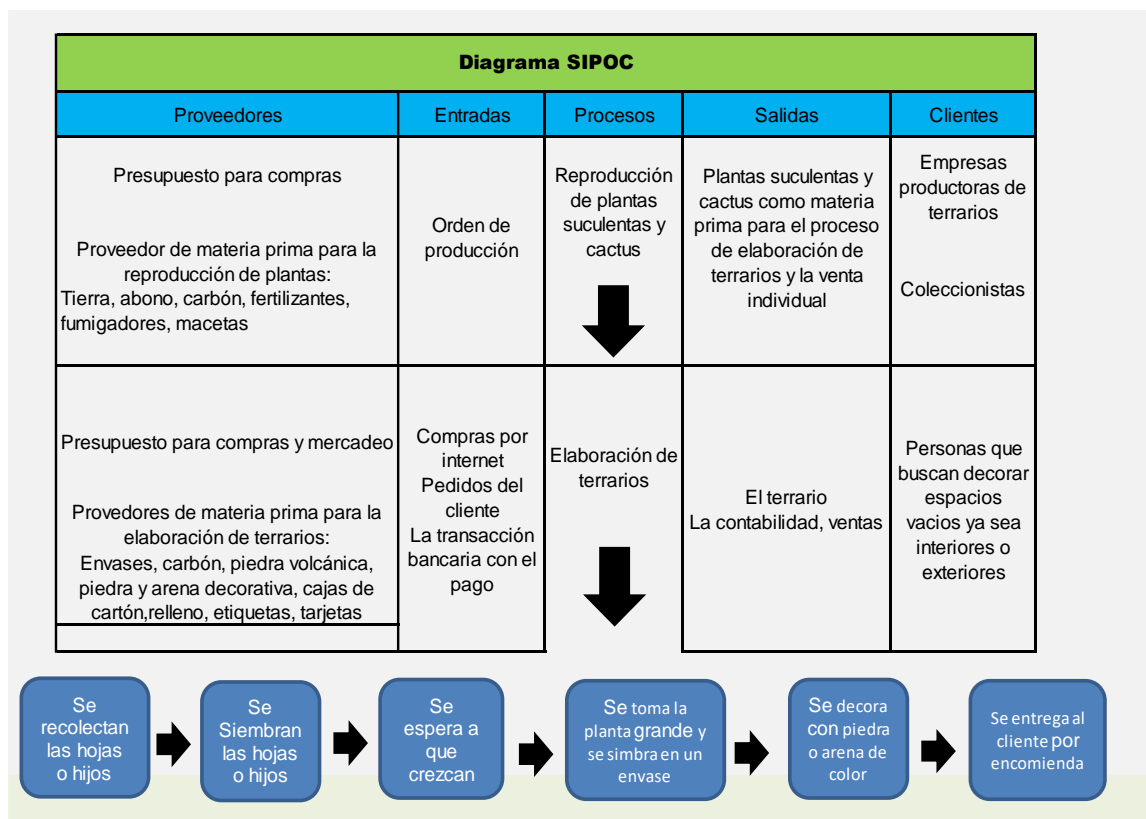 Diagrama SIPOC
Proveedores
Entradas
Procesos
Salidas
Clientes
Presupuesto para compras
Proveedor de materia prima para la
reproducción de plantas:
Tierra, abono, carbón, fertilizantes,
fumigadores, macetas
Orden de
producción
Reproducción
de plantas
suculentas y
cactus
Plantas suculentas y
cactus como materia
prima para el proceso
de elaboración de
terrarios y la venta
individual
Empresas
productoras de
terrarios
Coleccionistas
Presupuesto para compras y mercadeo
Provedores de materia prima para la
elaboración de terrarios:
Envases, carbón, piedra volcánica,
piedra y arena decorativa, cajas de
cartón,relleno, etiquetas, tarjetas
Compras por
internet
Pedidos del
cliente
La transacción
bancaria con el
pago
Elaboración de
terrarios
El terrario
La contabilidad, ventas
Personas que
buscan decorar
espacios
vacios ya sea
interiores o
exteriores
Se
recolectan
las hojas
o hijos
Se
Siembran
las hojas
o hijos
Se
espera a
que
crezcan
Se toma la
planta grande y
se simbra en un
envase
Se decora
con piedra
o arena de
color
Se entrega al
cliente por
encomienda